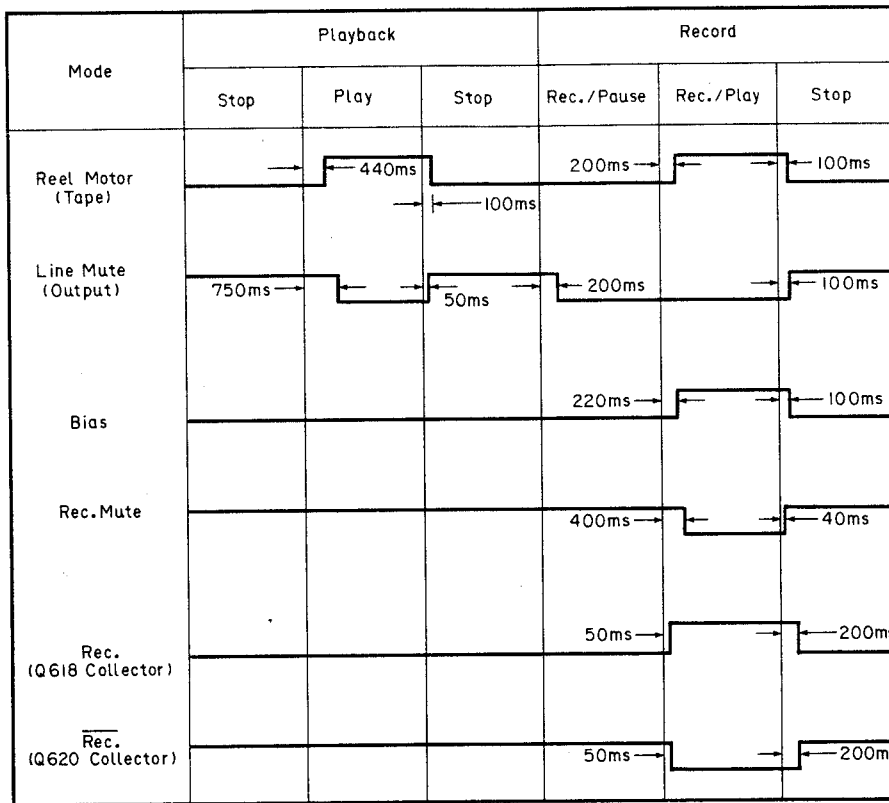 Mode
Playback
Record
Stop
Play
Stop
Rec./Pause
Rec./Play
Stop
Reel Motor
(Tape)
440ms
100ms
200ms
100ms
Line Mute
(Output)
750ms
50ms
200ms
100ms
Bias
220ms
100ms
Rec.Mute
400ms
40ms
Rec.
(Q618 Collector)
50ms
200ms
Rec.
(Q620 Collector)
50ms
200m